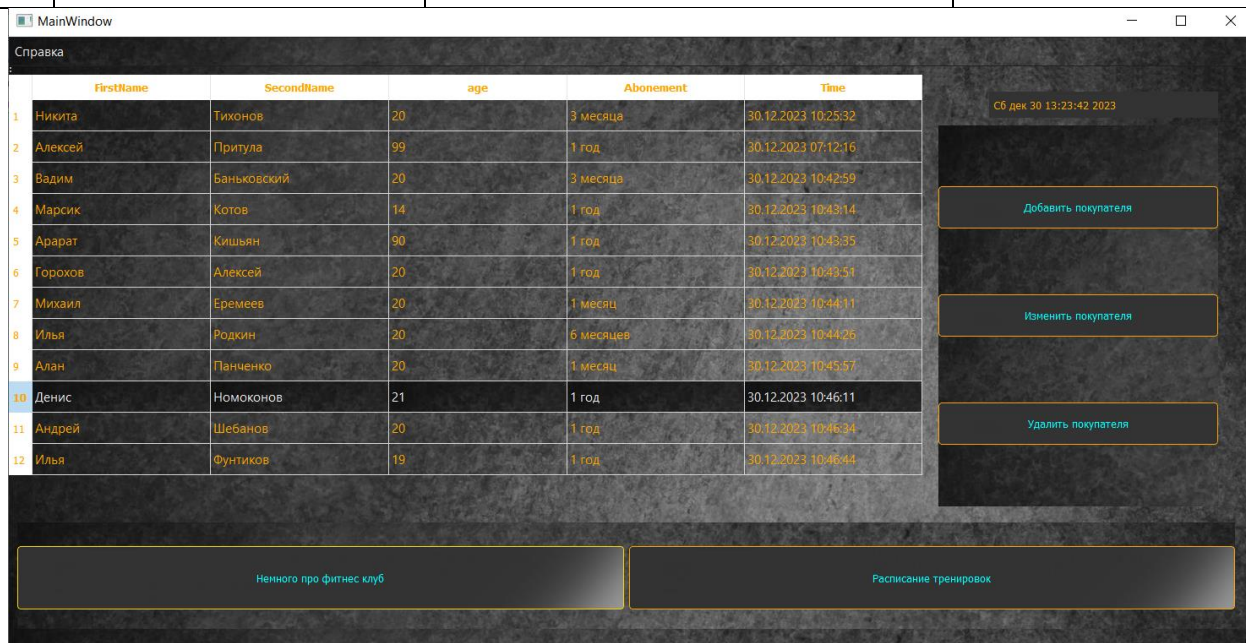 MainWindow
Справка
FirstName SecondName age Abonement Time
1 Никита Тихонов 20 3 месяца 30.12.2023 10:25:32
2 Алексей Притула 99 1 год 30.12.2023 07:12:16
3 Вадим Баньковский 20 3 месяца 30.12.2023 10:42:59
4 Марсик Котов 14 1 год 30.12.2023 10:43:14
5 Арарат Кишьян 90 1 год 30.12.2023 10:43:35
6 Горохов Алексей 20 1 год 30.12.2023 10:43:51
7 Михаил Еремеев 20 1 месяц 30.12.2023 10:44:11
8 Илья Родкин 20 6 месяцев 30.12.2023 10:44:26
9 Алан Панченко 20 1 месяц 30.12.2023 10:45:57
10 Денис Номоконов 21 1 год 30.12.2023 10:46:11
11 Андрей Шебанов 20 1 год 30.12.2023 10:46:34
12 Илья Фунтиков 19 1 год 30.12.2023 10:46:44
Сб дек 30 13:23:42 2023
Добавить покупателя
Изменить покупателя
Удалить покупателя
Немного про фитнес клуб
Расписание тренировок